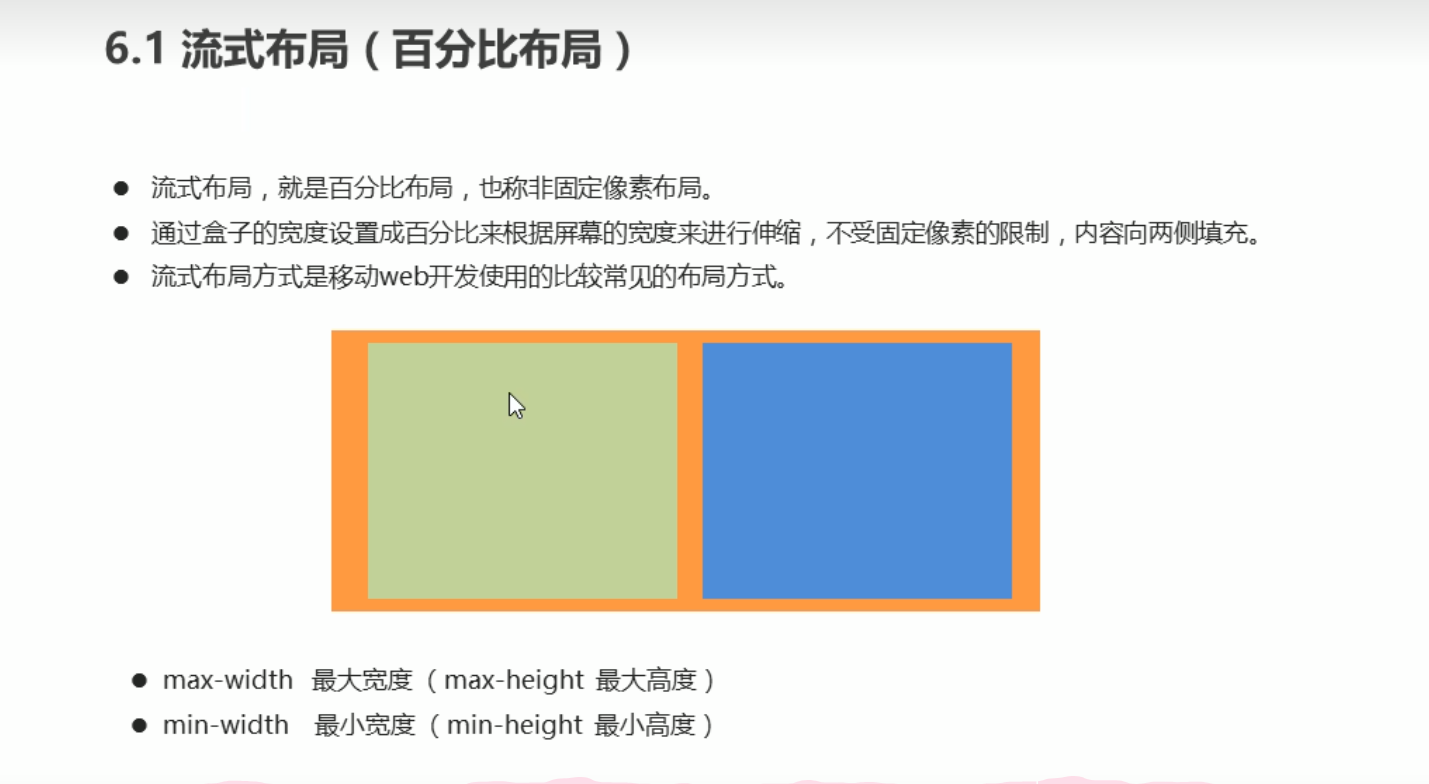 6.1 流式布局（百分比布局）
流式布局，就是百分比布局，也称非固定像素布局。
通过盒子的宽度设置成百分比来根据屏幕的宽度来进行伸缩，不受固定像素的限制，内容向两侧填充。
流式布局方式是移动web开发使用的比较常见的布局方式。
max-width 最大宽度（max-height 最大高度）
min-width 最小宽度（min-height 最小高度）